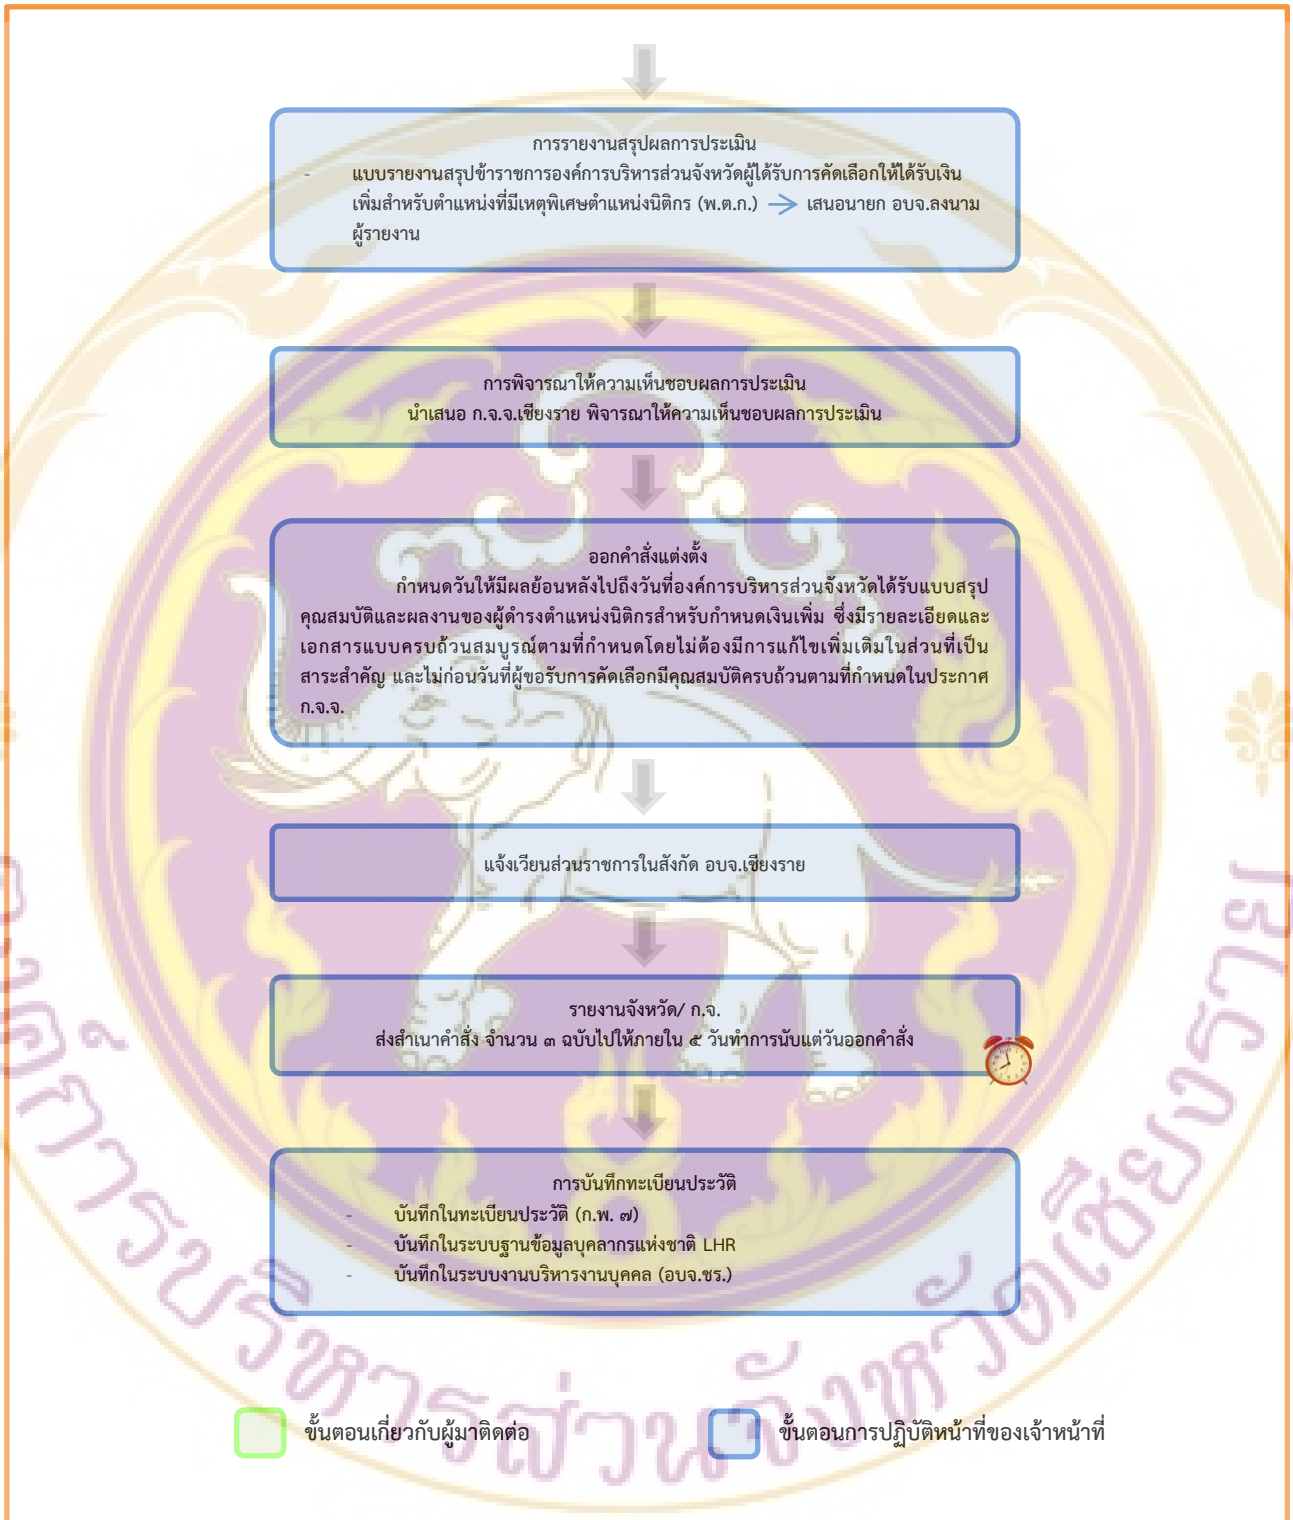 การรายงานสรุปผลการประเมิน
- แบบรายงานสรุปข้าราชการองค์การบริหารส่วนจังหวัดผู้ได้รับการคัดเลือกให้ได้รับเงิน
เพิ่มสำหรับตำแหน่งที่มีเหตุพิเศษตำแหน่งนิติกร (พ.ต.ก.) → เสนอนายก อบจ.ลงนาม
ผู้รายงาน
การพิจารณาให้ความเห็นชอบผลการประเมิน
นำเสนอ ก.จ.จ.เชียงราย พิจารณาให้ความเห็นชอบผลการประเมิน
ออกคำสั่งแต่งตั้ง
กำหนดวันให้มีผลย้อนหลังไปถึงวันที่องค์การบริหารส่วนจังหวัดได้รับแบบสรุป
คุณสมบัติและผลงานของผู้ดำรงตำแหน่งนิติกรสำหรับกำหนดเงินเพิ่ม ซึ่งมีรายละเอียดและ
เอกสารแบบครบถ้วนสมบูรณ์ตามที่กำหนดโดยไม่ต้องมีการแก้ไขเพิ่มเติมในส่วนที่เป็น
สาระสำคัญ และไม่ก่อนวันที่ผู้ขอรับการคัดเลือกมีคุณสมบัติครบถ้วนตามที่กำหนดในประกาศ
ก.จ.จ.
แจ้งเวียนส่วนราชการในสังกัด อบจ.เชียงราย
รายงานจังหวัด/ ก.จ.
ส่งสำเนาคำสั่ง จำนวน ๓ ฉบับไปให้ภายใน ๕ วันทำการนับแต่วันออกคำสั่ง
การบันทึกทะเบียนประวัติ
- บันทึกในทะเบียนประวัติ (ก.พ. ๗)
- บันทึกในระบบฐานข้อมูลบุคลากรแห่งชาติ LHR
- บันทึกในระบบงานบริหารงานบุคคล (อบจ.ชร.)
ขั้นตอนเกี่ยวกับผู้มาติดต่อ
ขั้นตอนการปฏิบัติหน้าที่ของเจ้าหน้าที่
องค์การบริหารส่วนจังหวัดเชียงราย